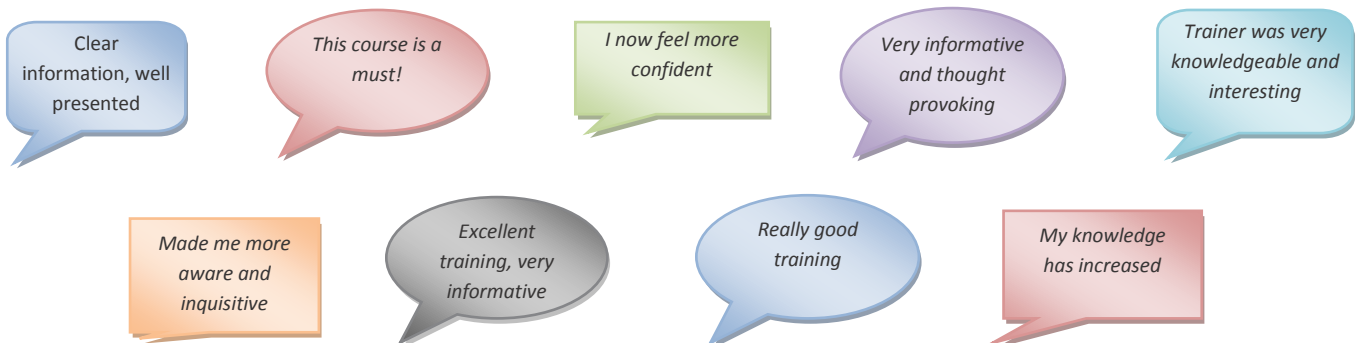 Clear
information, well
presented
This course is a
must!
I now feel more
confident
Very informative
and thought
provoking
Trainer was very
knowledgeable and
interesting
Made me more
aware and
inquisitive
Excellent
training, very
informative
Really good
training
My knowledge
has increased